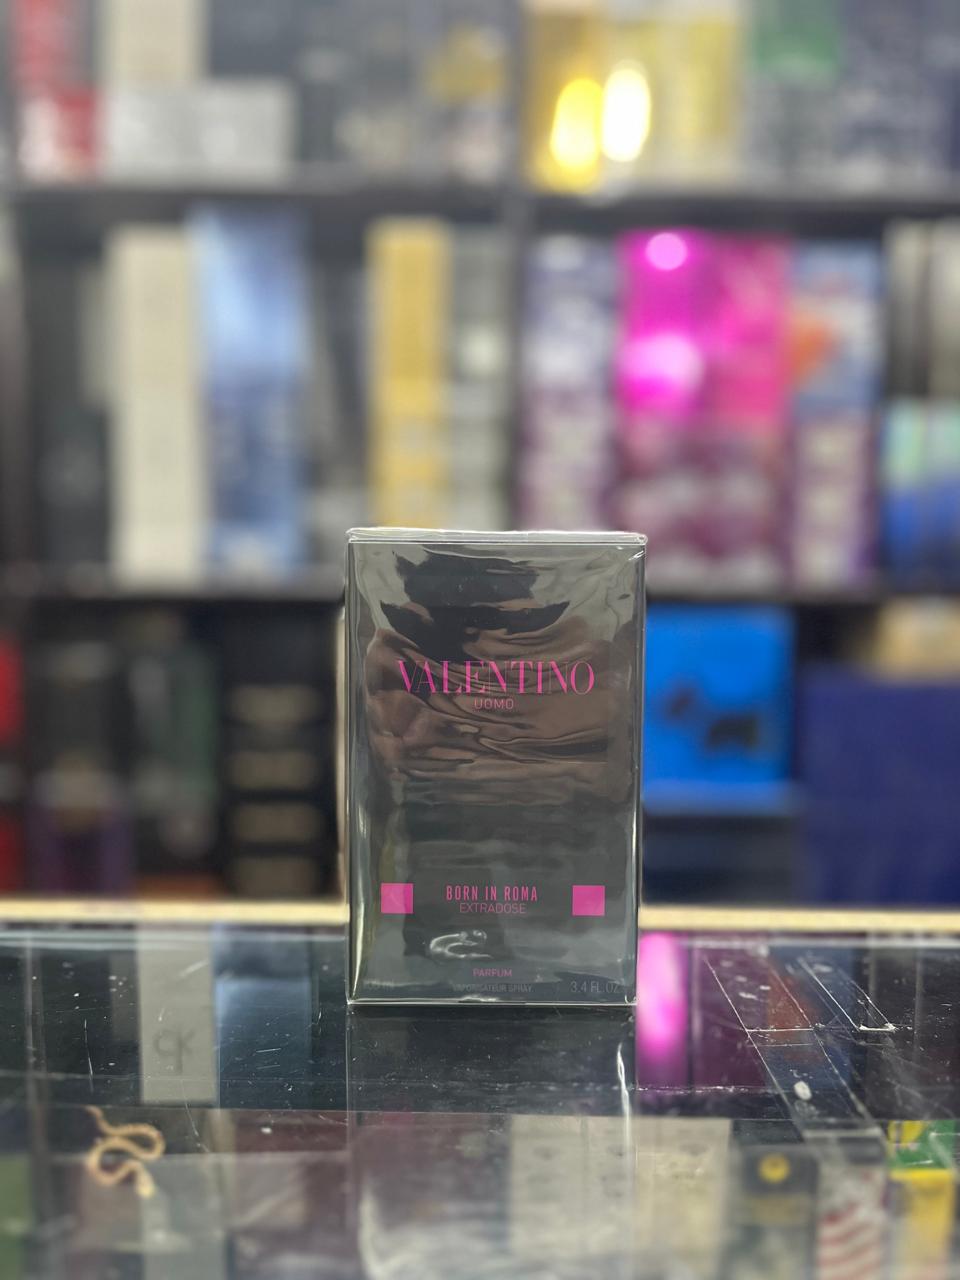 VALENTINO
UOMO
BORN IN ROMA
EXTRADOSE
PARFUM
VAPORISATEUR SPRAY
3.4 FL.OZ